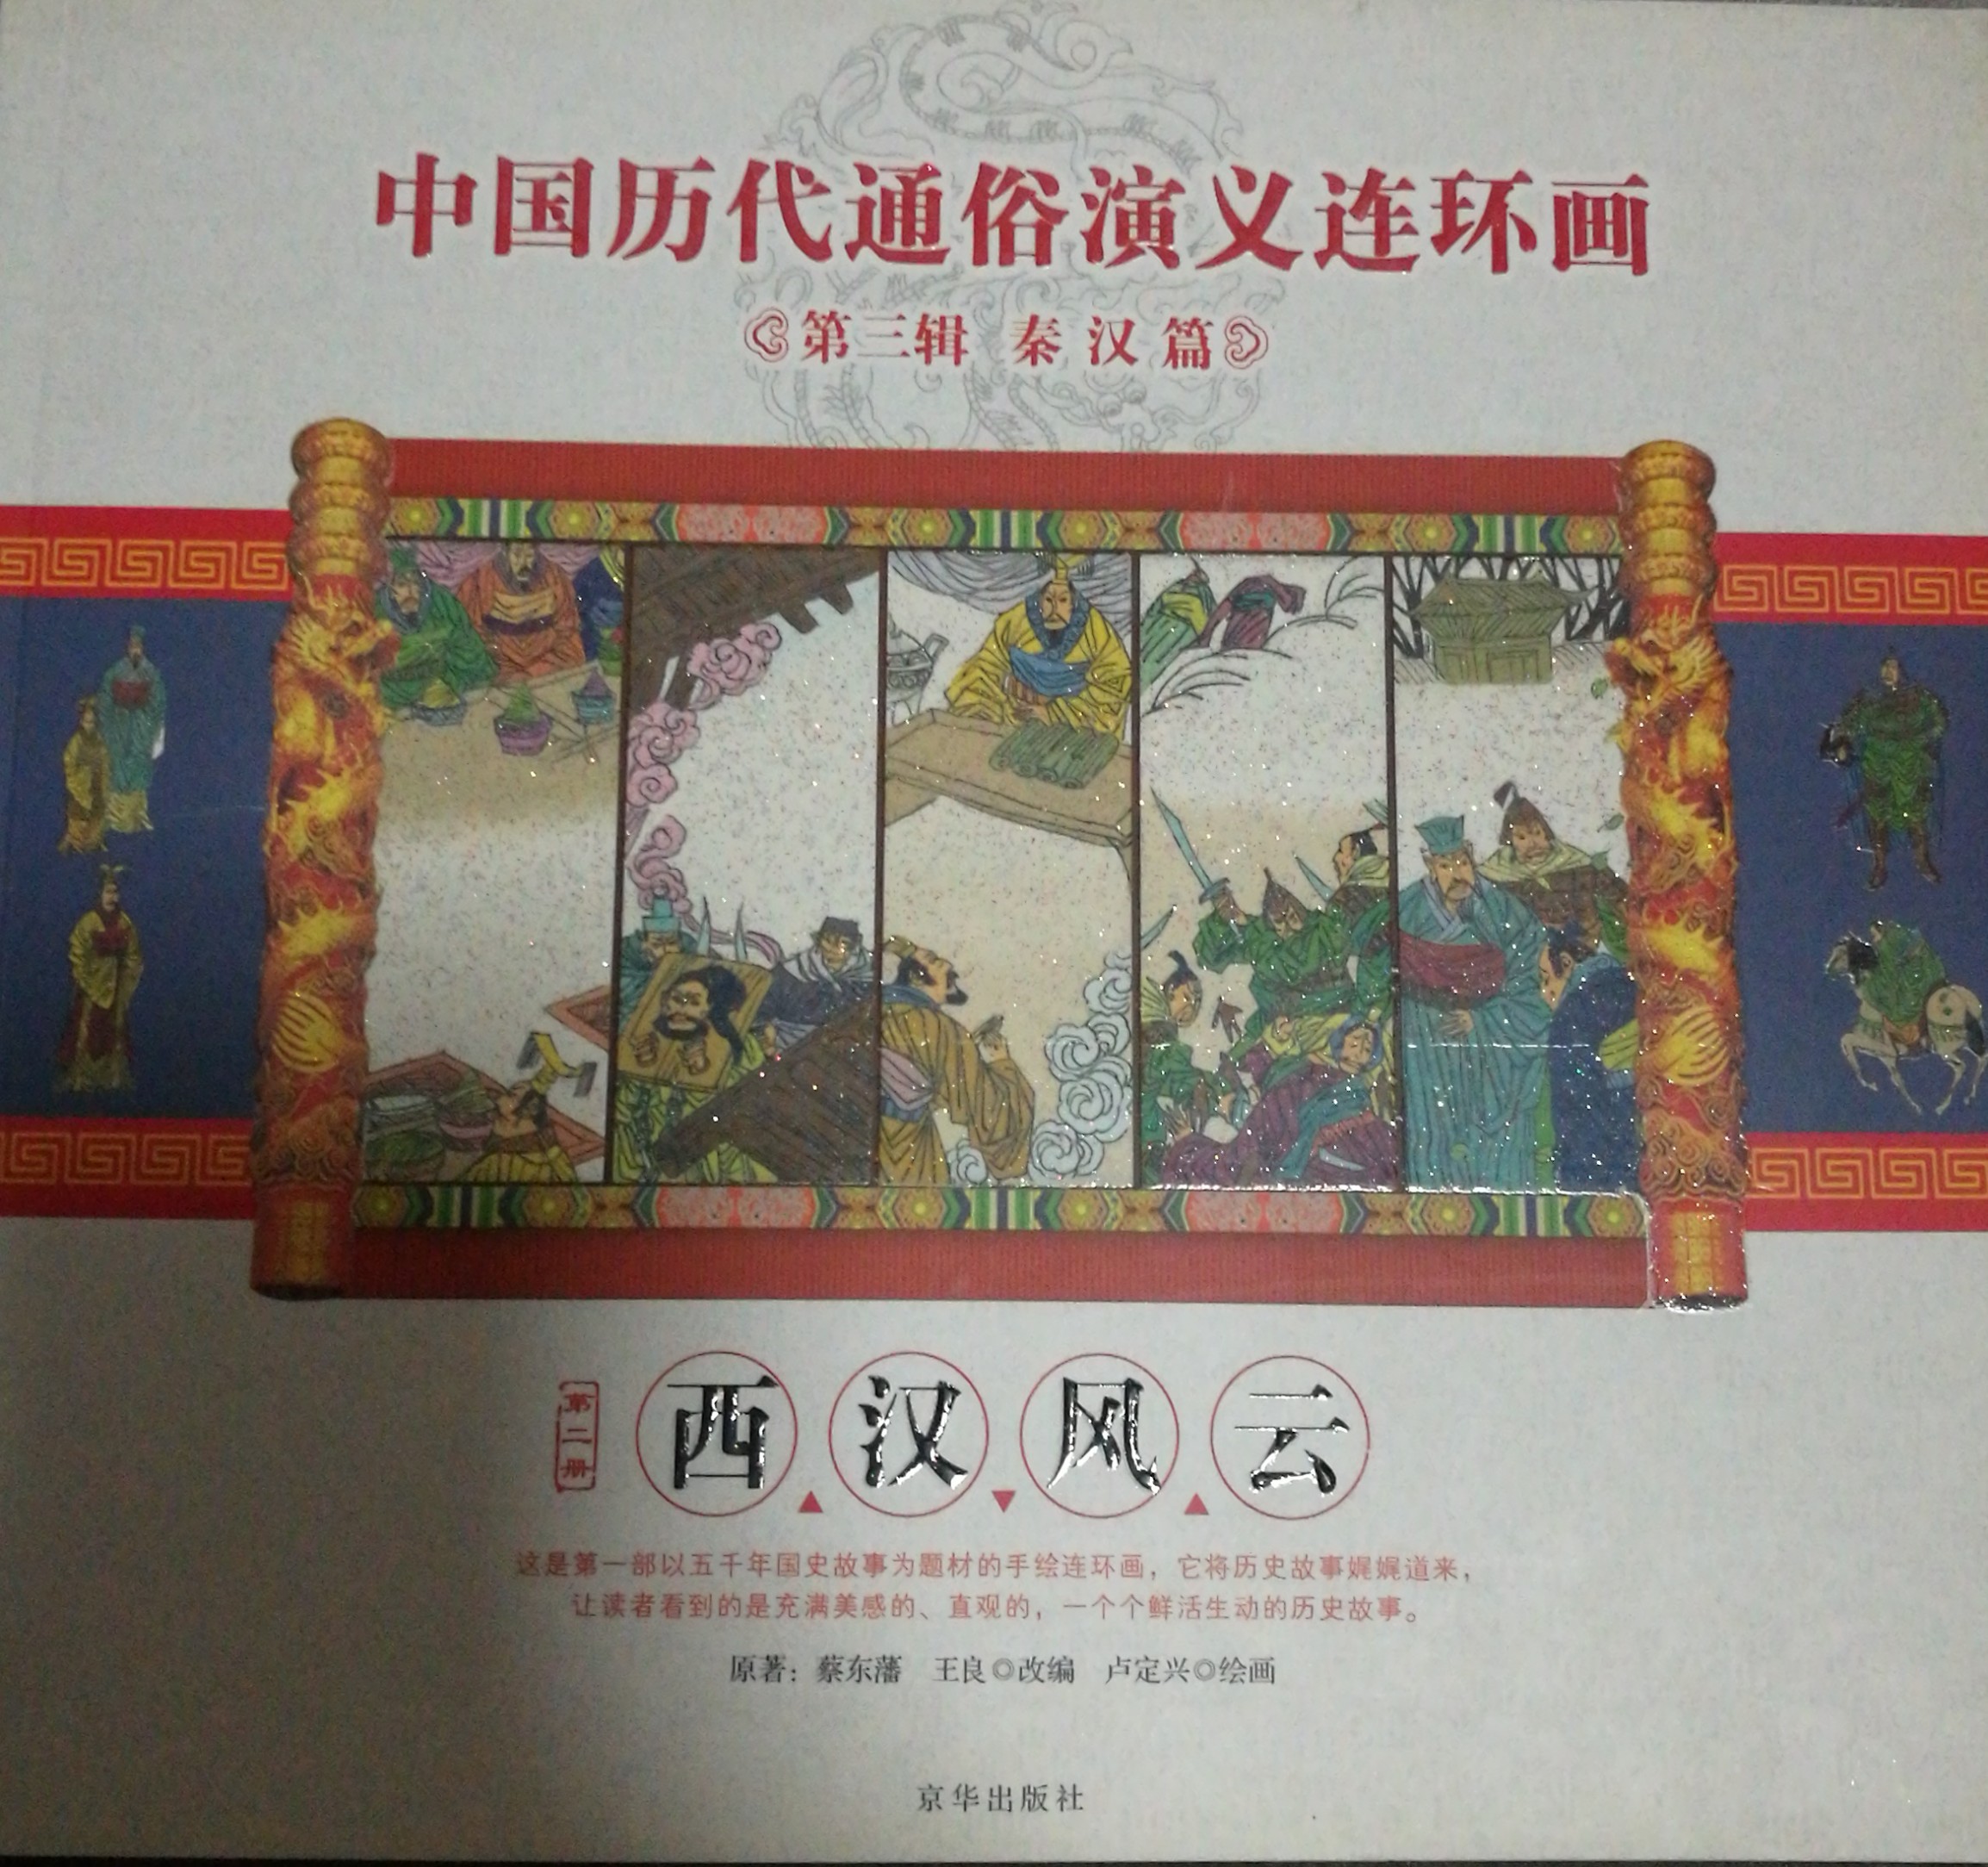 中国历代通俗演义连环画
第三辑 秦汉篇
第二册
西汉风云
这是第一部以五千年国史故事为题材的手绘连环画，它将历史故事娓娓道来，
让读者看到的是充满美感的、直观的，一个个鲜活生动的历史故事。
原著：蔡东藩 王良◎改编 卢定兴◎绘画
京华出版社